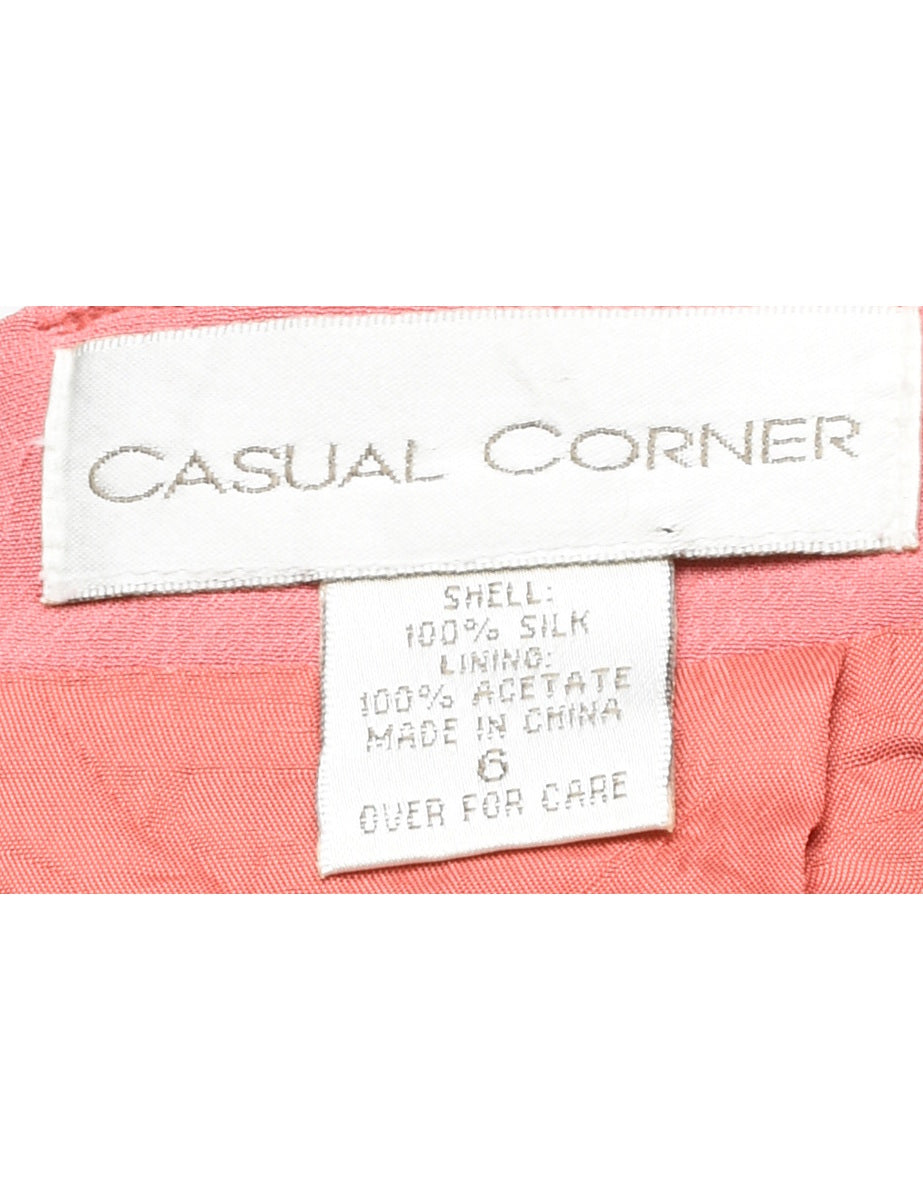 CASUAL CORNER
SHELL:
100% SILK
LINING:
100% ACETATE
MADE IN CHINA
6
OVER FOR CARE